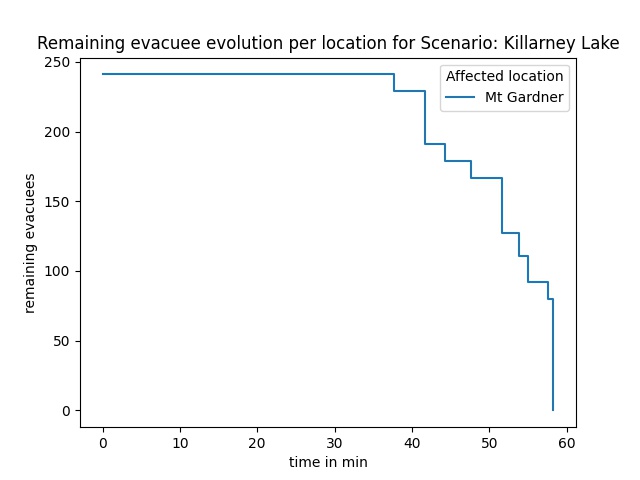 Remaining evacuee evolution per location for Scenario: Killarney Lake
Affected location
Mt Gardner
250
200
150
100
50
0
remaining evacuees
0 10 20 30 40 50 60
time in min